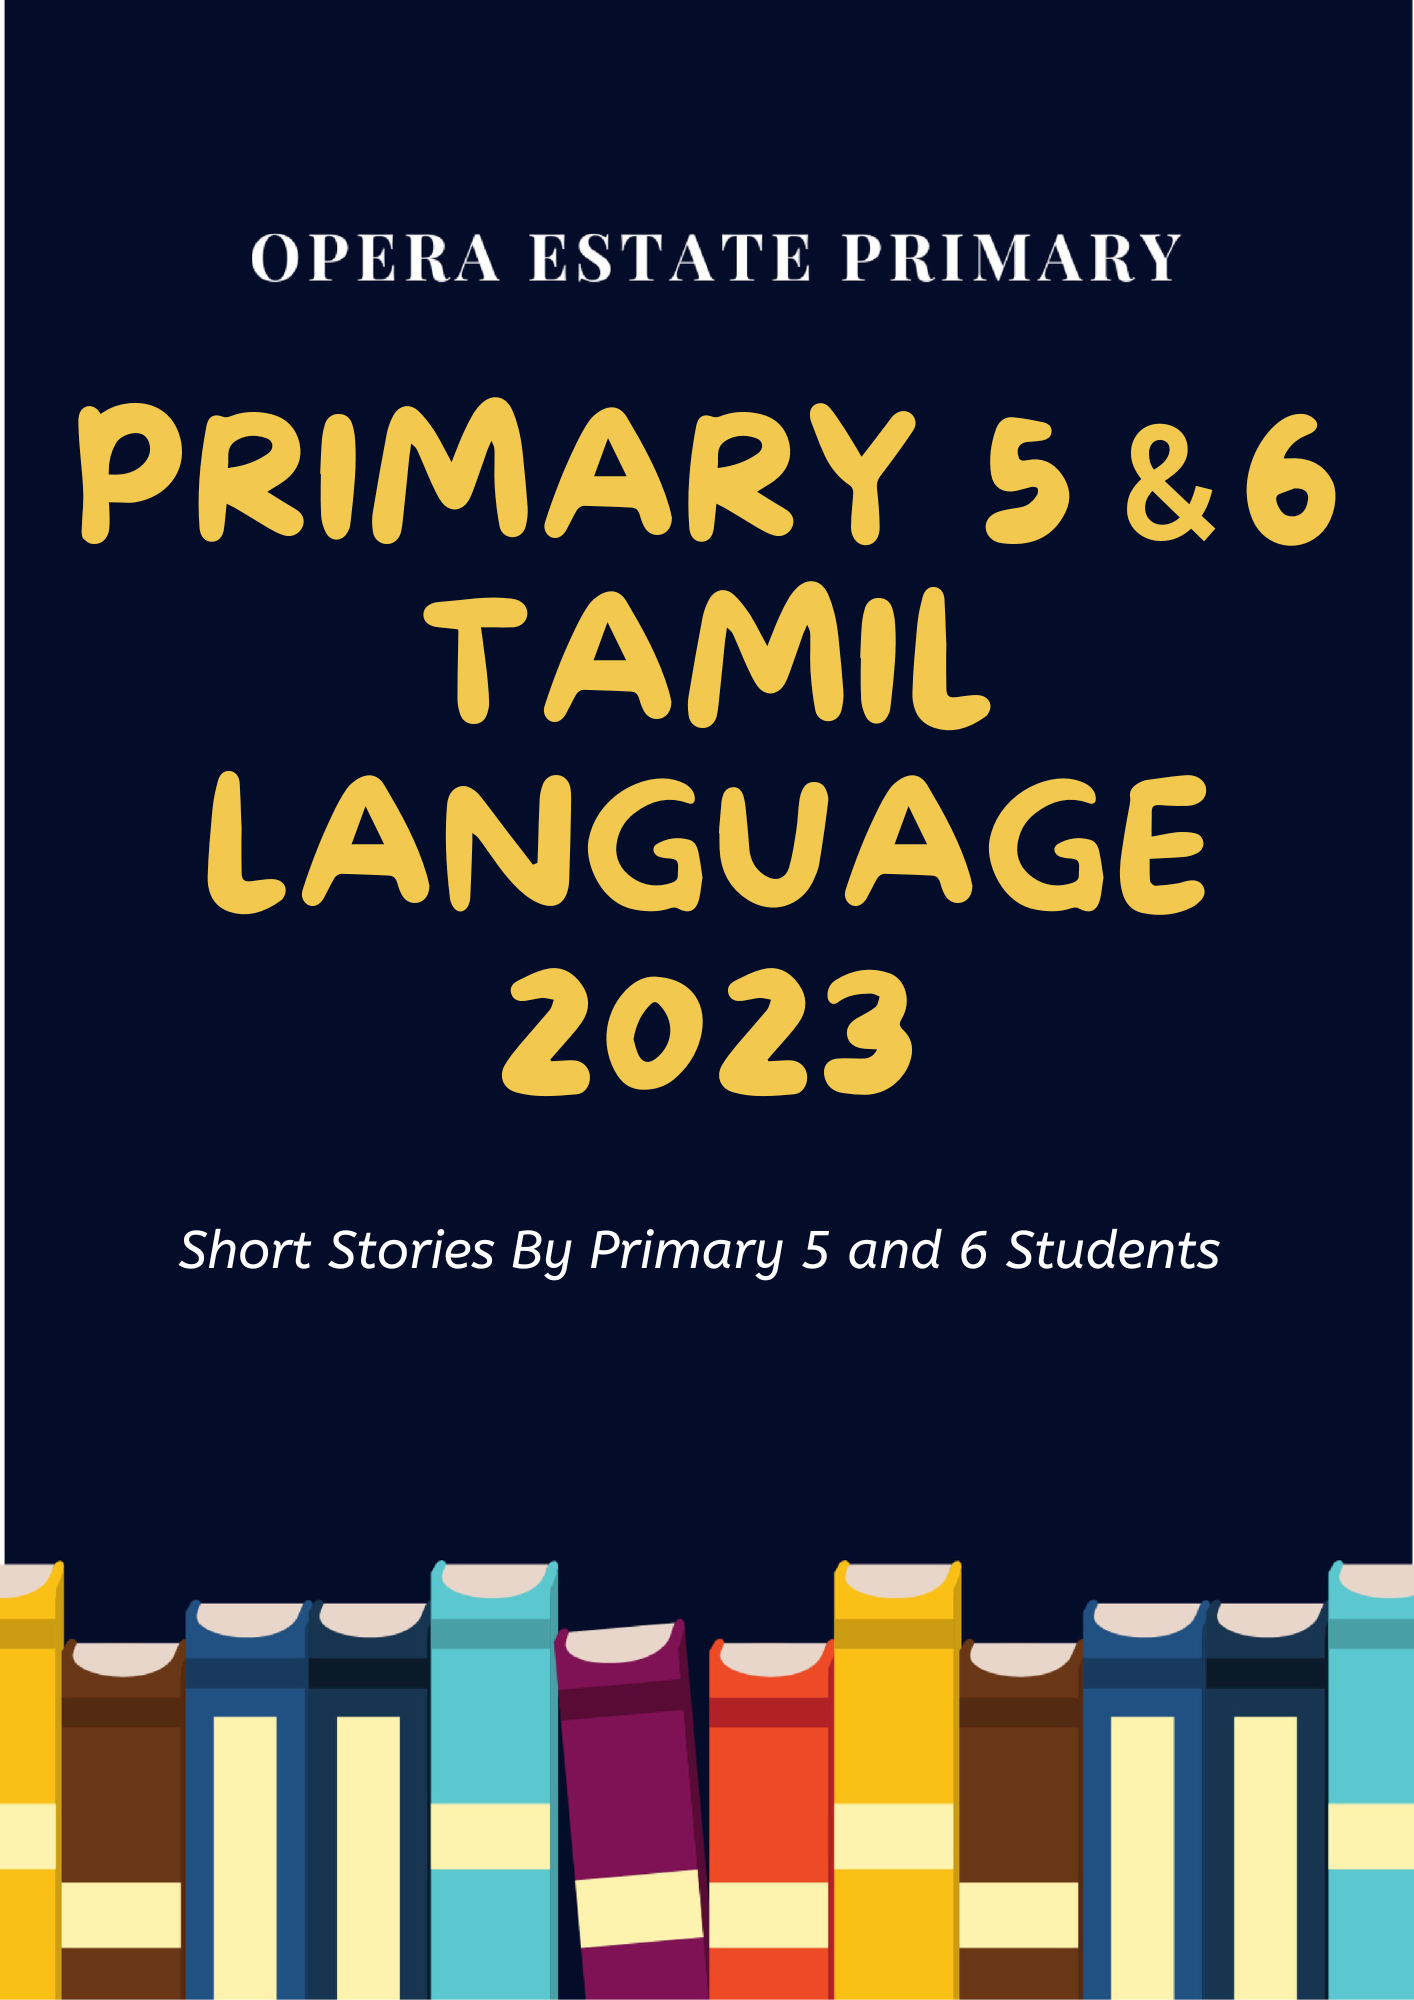 OPERA ESTATE PRIMARY
PRIMARY 5 & 6
TAMIL
LANGUAGE
2023
Short Stories By Primary 5 and 6 Students